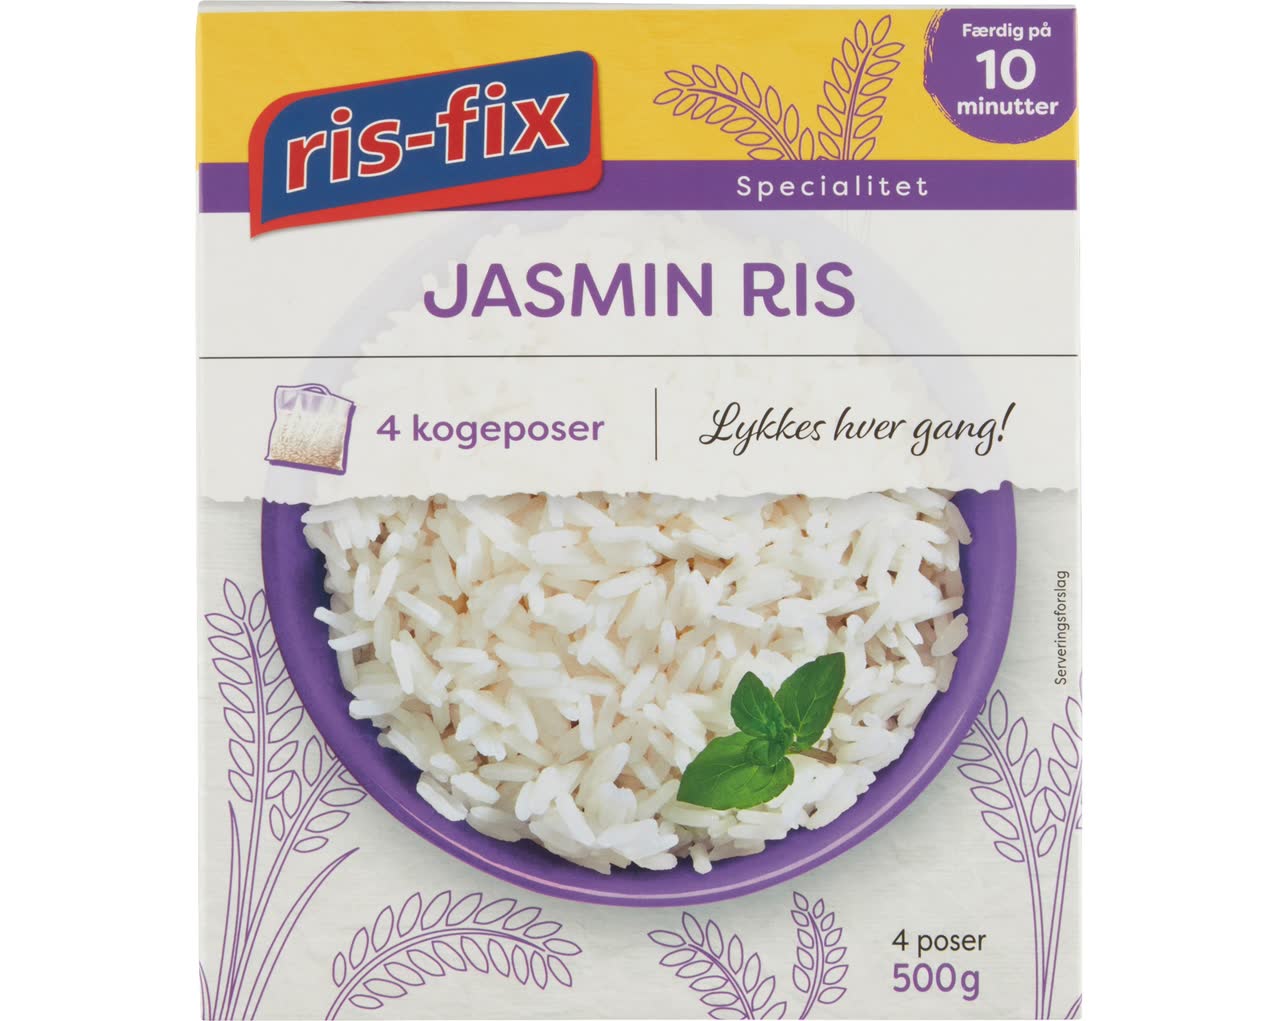 Færdig på
10
minutter
ris-fix
Specialitet
JASMIN RIS
4 kogeposer
Lykkes hver gang!
Serveringsforslag
4 poser
500g